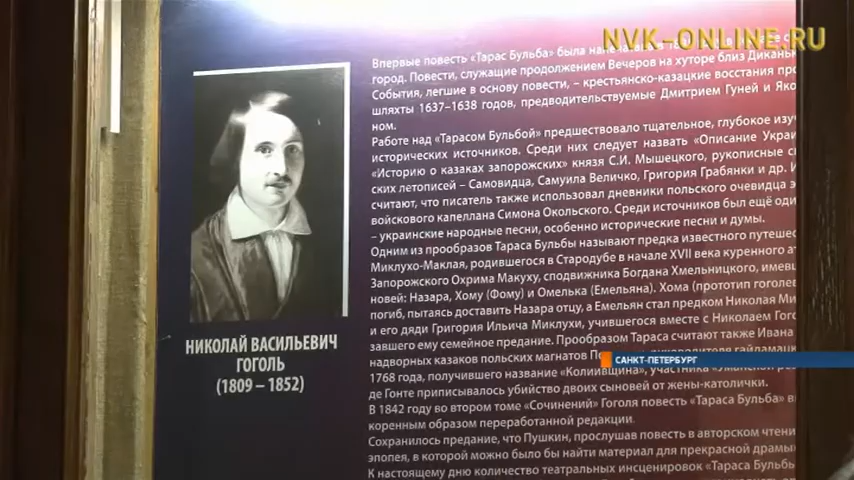 NVK-ONLINE.RU
Впервые повесть «Тарас Бульба» была
город. Повести, служащие продолжением Вечеров на хуторе близ Диканьк
События, легшие в основу повести, – крестьянско-казацкие восстания про
шляхты 1637–1638 годов, предводительствуемые Дмитрием Гуней и Яко
ном.
Работе над «Тарасом Бульбой» предшествовало тщательное, глубокое изу
исторических источников. Среди них следует назвать «Описание Украи
«Историю о казаках запорожских» князя С.И. Мышецкого, рукописные с
ских летописей – Самовидца, Самуила Величко, Григория Грабянки и др. И
считают, что писатель также использовал дневники польского очевидца э
войскового капеллана Симона Окольского. Среди источников был ещё оди
– украинские народные песни, особенно исторические песни и думы.
Одним из прообразов Тараса Бульбы называют предка известного путешес
Миклухо-Маклая, родившегося в Стародубе в начале XVII века куренного ат
Запорожского Охрима Макуху, сподвижника Богдана Хмельницкого, имевш
новей: Назара, Хому (Фому) и Омелька (Емельяна). Хома (прототип гоголев
погиб, пытаясь доставить Назара отцу, а Емельян стал предком Николая Ми
и его дяди Григория Ильича Миклухи, учившегося вместе с Николаем Гого
завшего ему семейное предание. Прообразом Тараса считают также Ивана
надворных казаков польских магнатов
1768 года, получившего название «Колиивщина», участника
де Гонте приписывалось убийство двоих сыновей от жены-католички.
В 1842 году во втором томе «Сочинений» Гоголя повесть «Тараса Бульба» в
коренным образом переработанной редакции.
Сохранилось предание, что Пушкин, прослушав повесть в авторском чтени
эпопея, в которой можно было бы найти материал для прекрасной драмы
К настоящему дню количество театральных инсценировок «Тараса Бульбы
НИКОЛАЙ ВАСИЛЬЕВИЧ
ГОГОЛЬ
(1809 – 1852)
САНКТ-ПЕТЕРБУРГ